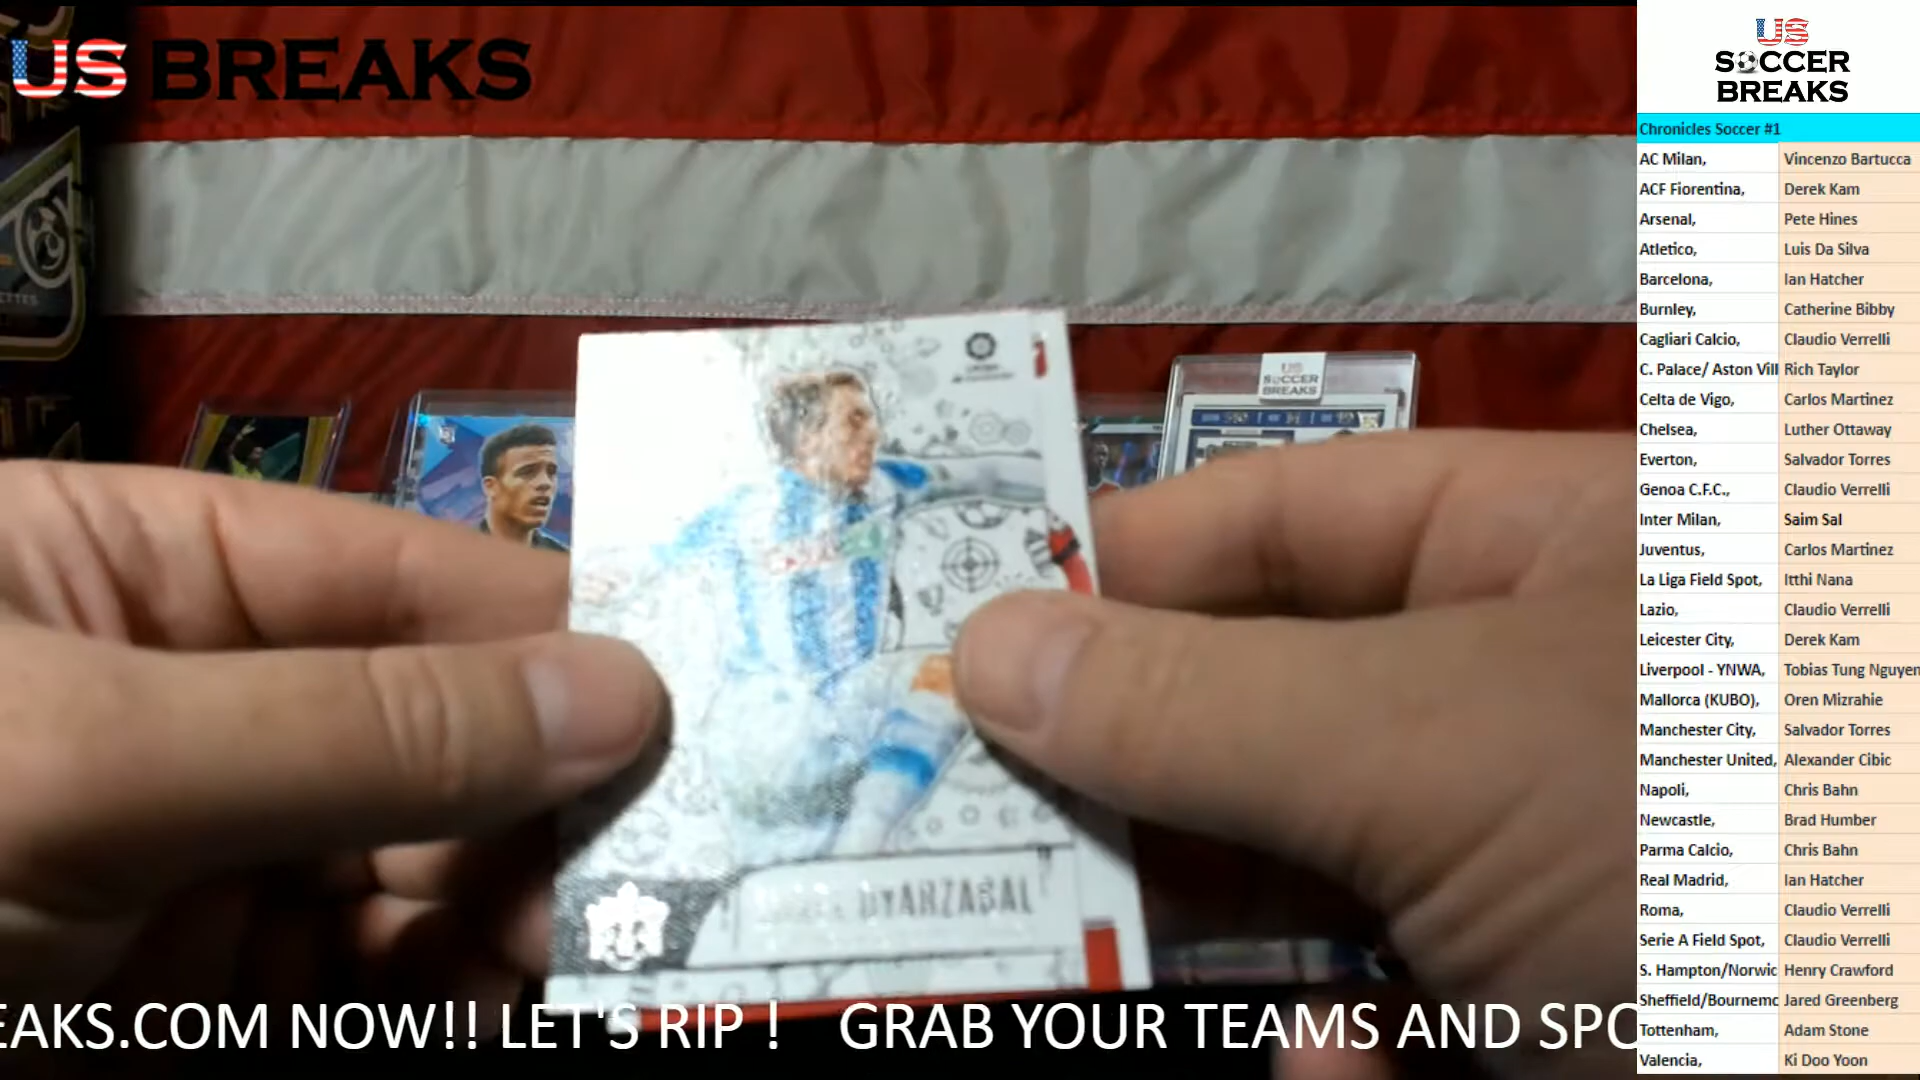 US BREAKS
US
SOCCER
BREAKS
Chronicles Soccer #1
AC Milan, Vincenzo Bartucca
ACF Fiorentina, Derek Kam
Arsenal, Pete Hines
Atletico, Luis Da Silva
Barcelona, Ian Hatcher
Burnley, Catherine Bibby
Cagliari Calcio, Claudio Verrelli
C. Palace/ Aston Vill Rich Taylor
Celta de Vigo, Carlos Martinez
Chelsea, Luther Ottaway
Everton, Salvador Torres
Genoa C.F.C., Claudio Verrelli
Inter Milan, Saim Sal
Juventus, Carlos Martinez
La Liga Field Spot, Itthi Nana
Lazio, Claudio Verrelli
Leicester City, Derek Kam
Liverpool - YNWA, Tobias Tung Nguyen
Mallorca (KUBO), Oren Mizrahie
Manchester City, Salvador Torres
Manchester United, Alexander Cibic
Napoli, Chris Bahn
Newcastle, Brad Humber
Parma Calcio, Chris Bahn
Real Madrid, Ian Hatcher
Roma, Claudio Verrelli
Serie A Field Spot, Claudio Verrelli
S. Hampton/Norwic Henry Crawford
Sheffield/Bournemo Jared Greenberg
Tottenham, Adam Stone
Valencia, Ki Doo Yoon
US
SOCCER
BREAKS
OYARZABAL
EAKS.COM NOW!! LET'S RIP ! GRAB YOUR TEAMS AND SPO